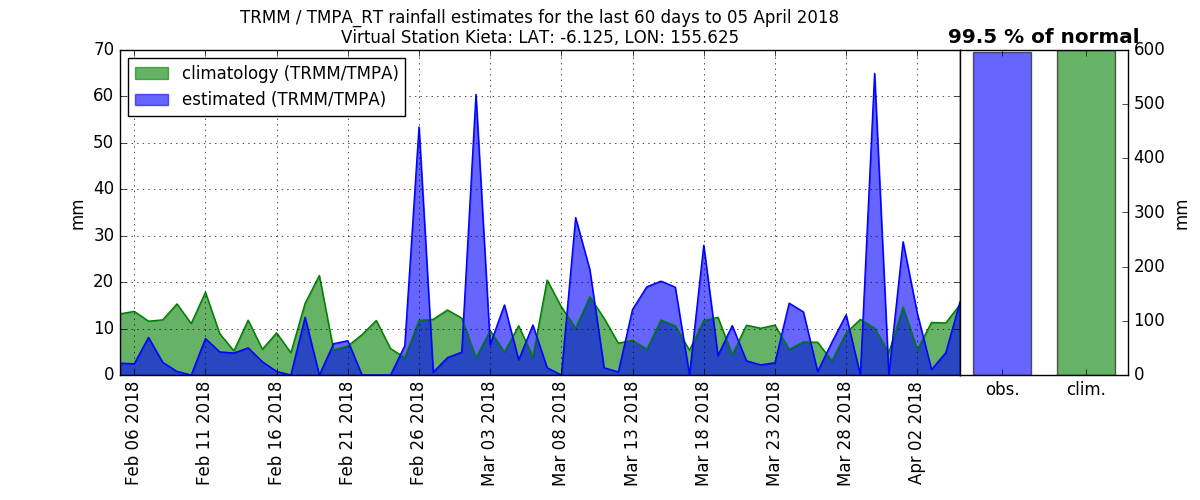 TRMM / TMPA_RT rainfall estimates for the last 60 days to 05 April 2018
Virtual Station Kieta: LAT: -6.125, LON: 155.625
99.5 % of normal
climatology (TRMM/TMPA)
estimated (TRMM/TMPA)
70
60
50
40
30
20
10
0
mm
Feb 06 2018
Feb 11 2018
Feb 16 2018
Feb 21 2018
Feb 26 2018
Mar 03 2018
Mar 08 2018
Mar 13 2018
Mar 18 2018
Mar 23 2018
Mar 28 2018
Apr 02 2018
obs.
clim.
600
500
400
300
200
100
0
mm